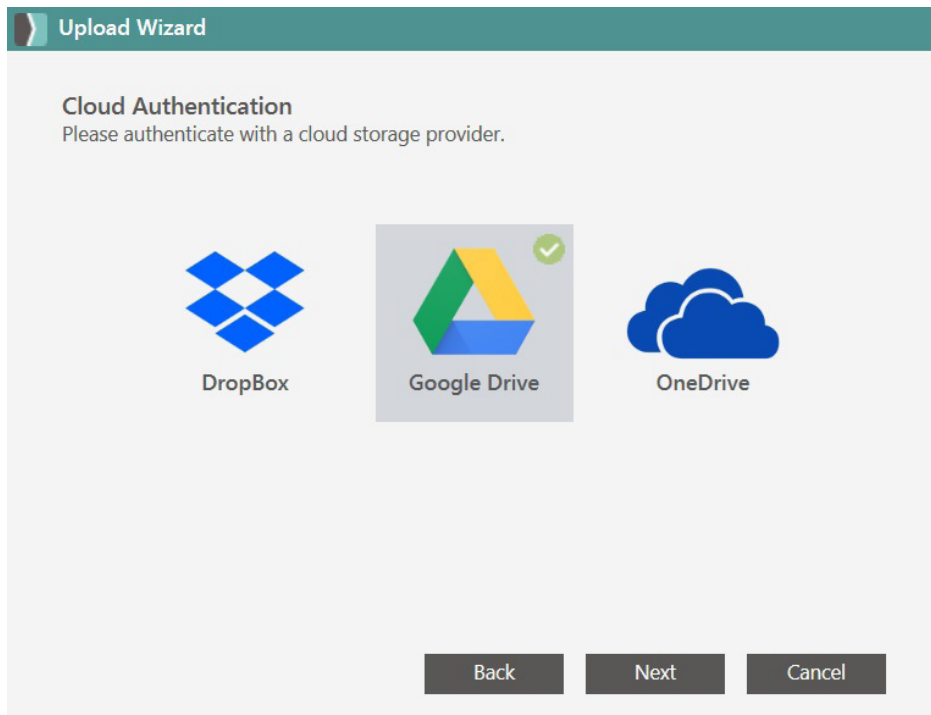 Upload Wizard
Cloud Authentication
Please authenticate with a cloud storage provider.
DropBox
Google Drive
OneDrive
Back
Next
Cancel